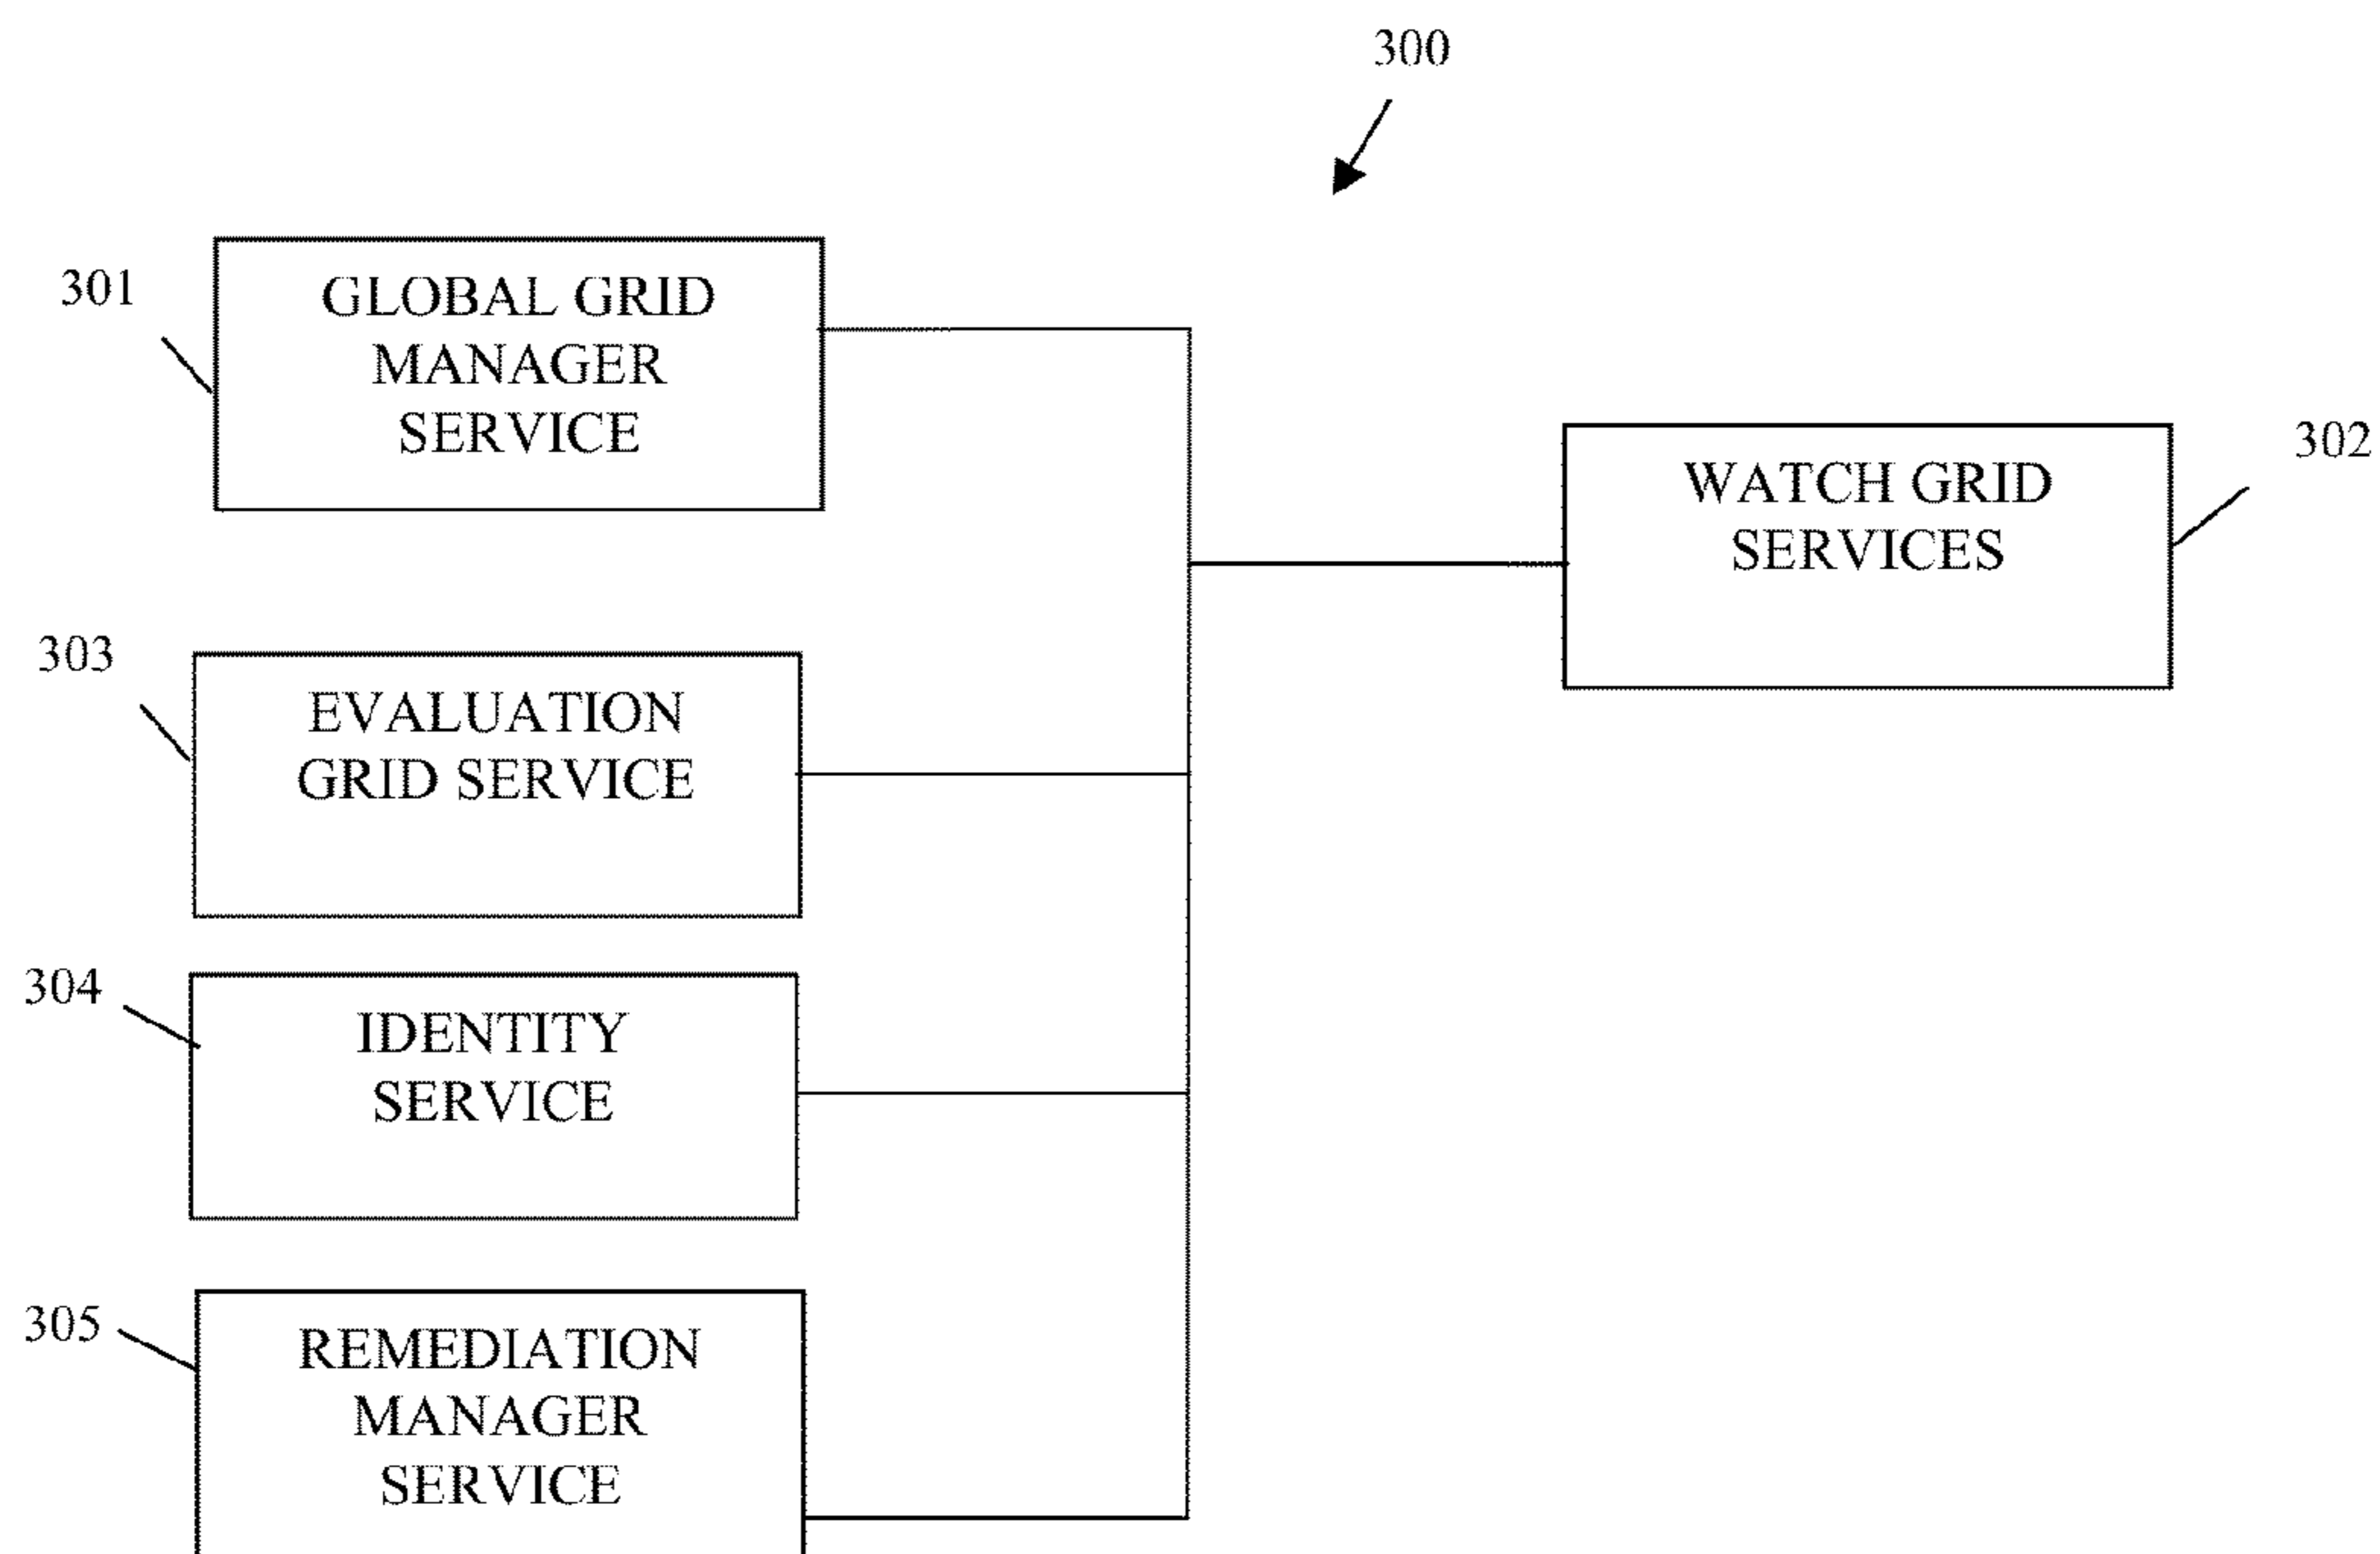 300
301
GLOBAL GRID
MANAGER
SERVICE
302
WATCH GRID
SERVICES
303
EVALUATION
GRID SERVICE
304
IDENTITY
SERVICE
305
REMEDIATION
MANAGER
SERVICE